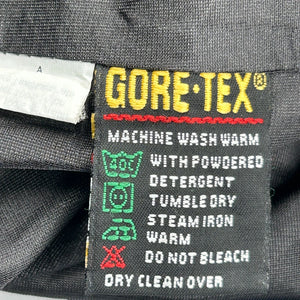 A
GORE-TEX®
MACHINE WASH WARM
40C WITH POWDERED
DETERGENT
TUMBLE DRY
STEAM IRON
WARM
DO NOT BLEACH
DRY CLEAN OVER